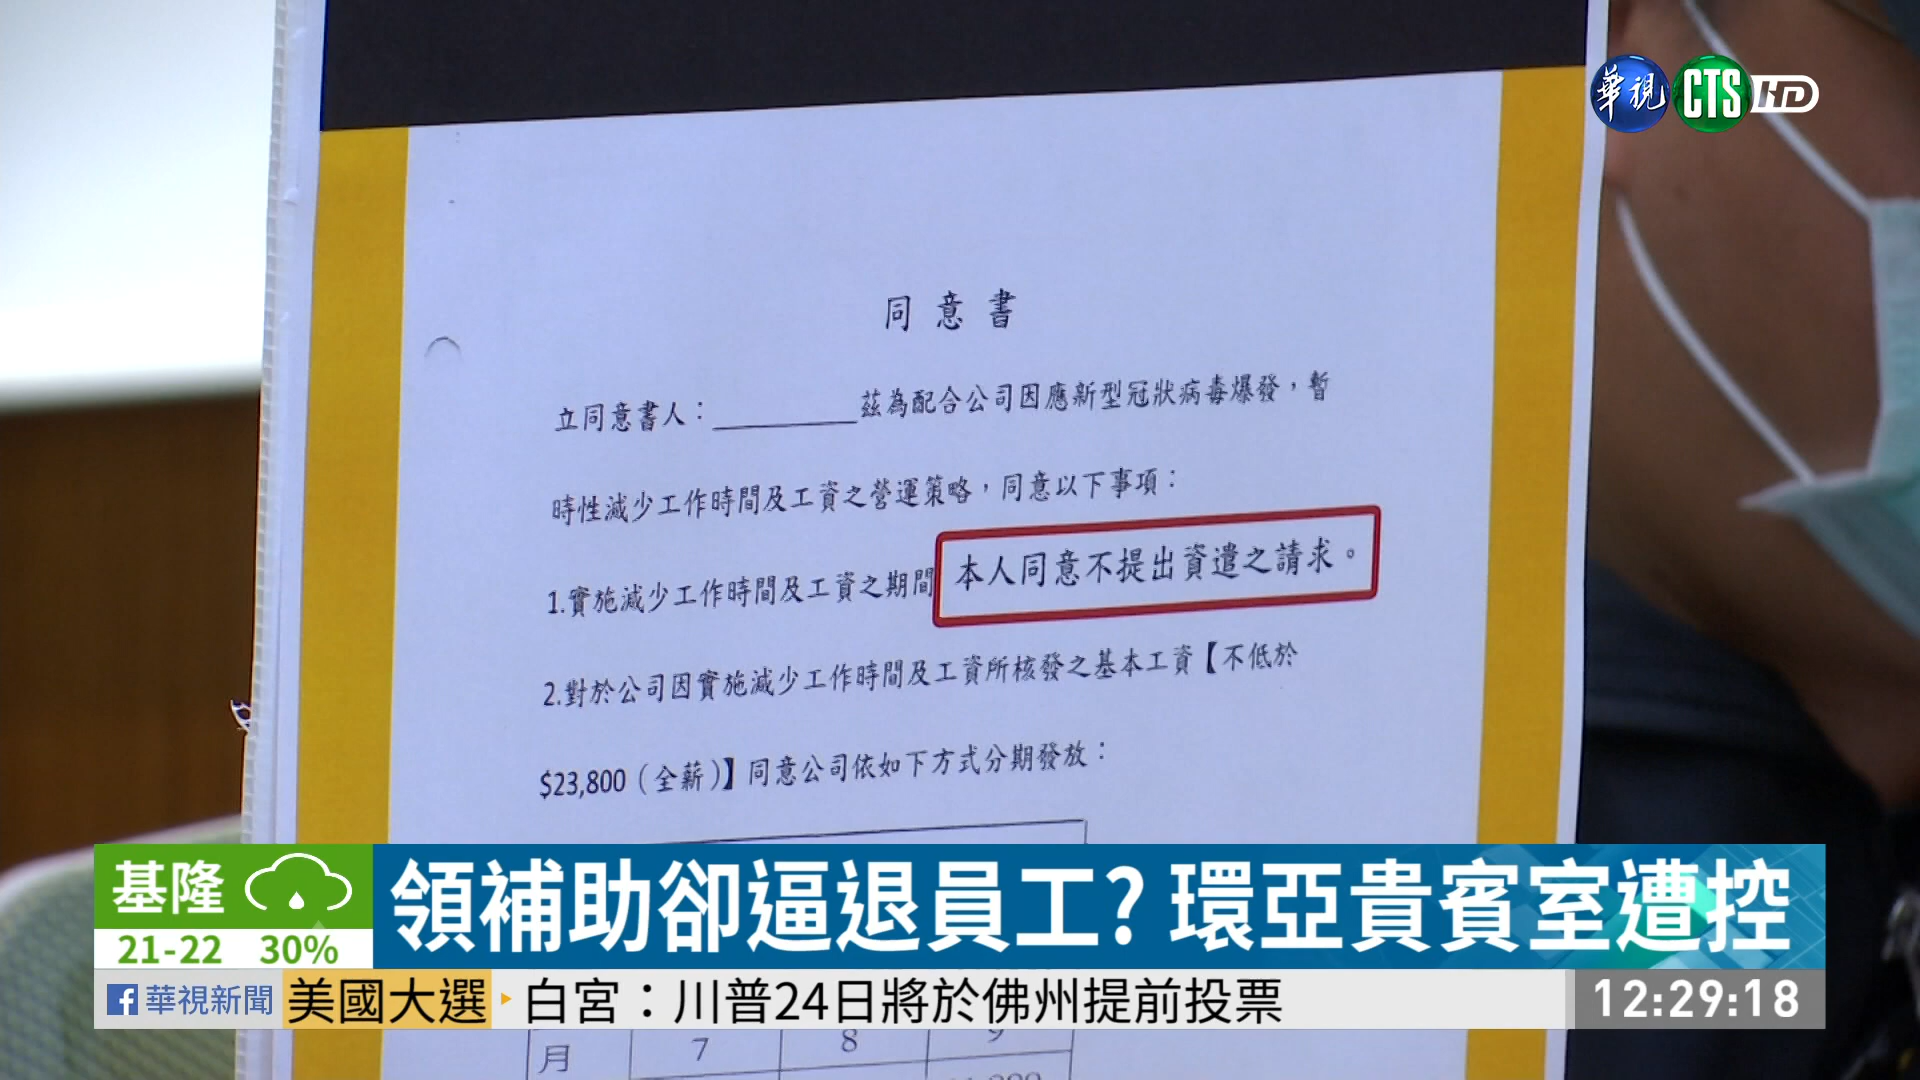 華視 CTS HD
同意書
立同意書人：________茲為配合公司因應新型冠狀病毒爆發，暫
時性減少工作時間及工資之營運策略，同意以下事項：
1.實施減少工作時間及工資之期間 本人同意不提出資遣之請求。
2.對於公司因實施減少工作時間及工資所核發之基本工資【不低於
$23,800（全薪）】同意公司依如下方式分期發放：
基隆
21-22 30%
領補助卻逼退員工? 環亞貴賓室遭控
華視新聞 美國大選 白宮：川普24日將於佛州提前投票 12:29:18
月 7 8 9